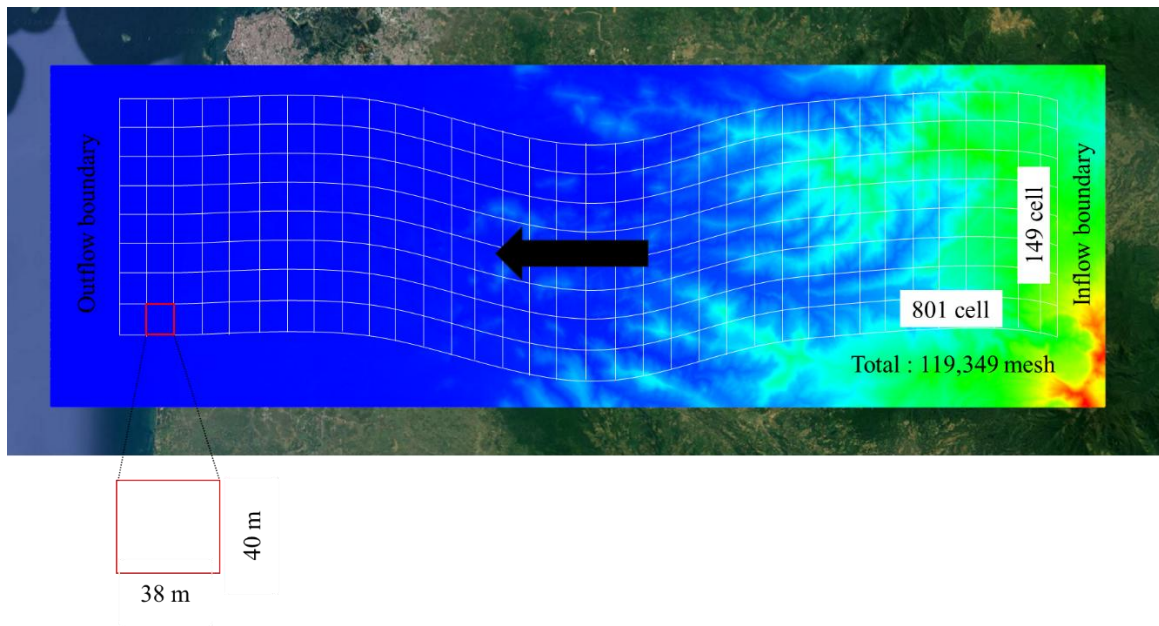 Outflow boundary
Inflow boundary
149 cell
801 cell
Total : 119,349 mesh
40 m
38 m